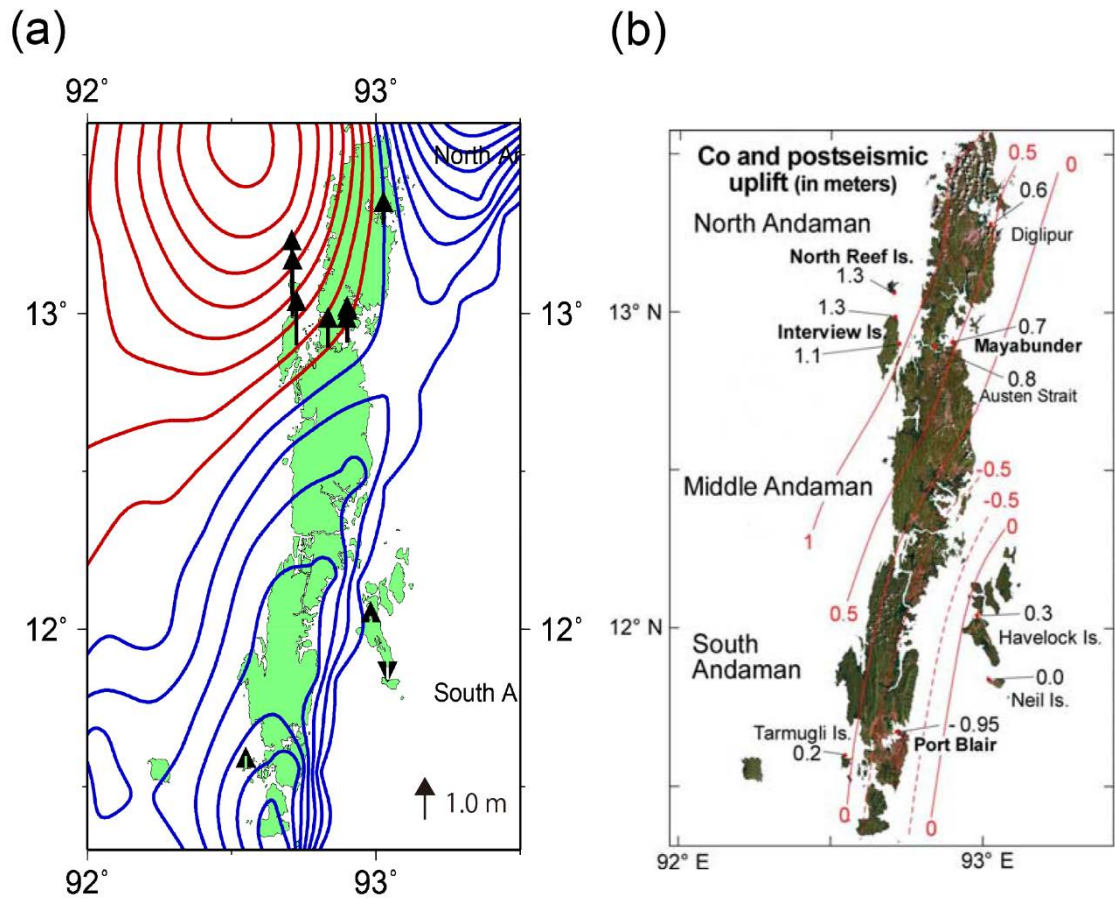 (a)
92˚
93˚
North An
13˚
13˚
12˚
12˚
South A
1.0 m
92˚
93˚
(b)
Co and postseismic
uplift (in meters)
0.5
0
0.6
North Andaman
Diglipur
North Reef Is.
1.3
13° N
1.3
0.7
Interview Is.
Mayabunder
1.1
0.8
Austen Strait
-0.5
Middle Andaman
-0.5
0
1
0.5
0.3
12° N
Havelock Is.
South
Andaman
0.0
Neil Is.
- 0.95
Tarmugli Is.
Port Blair
0.2
0
0
92° E
93° E